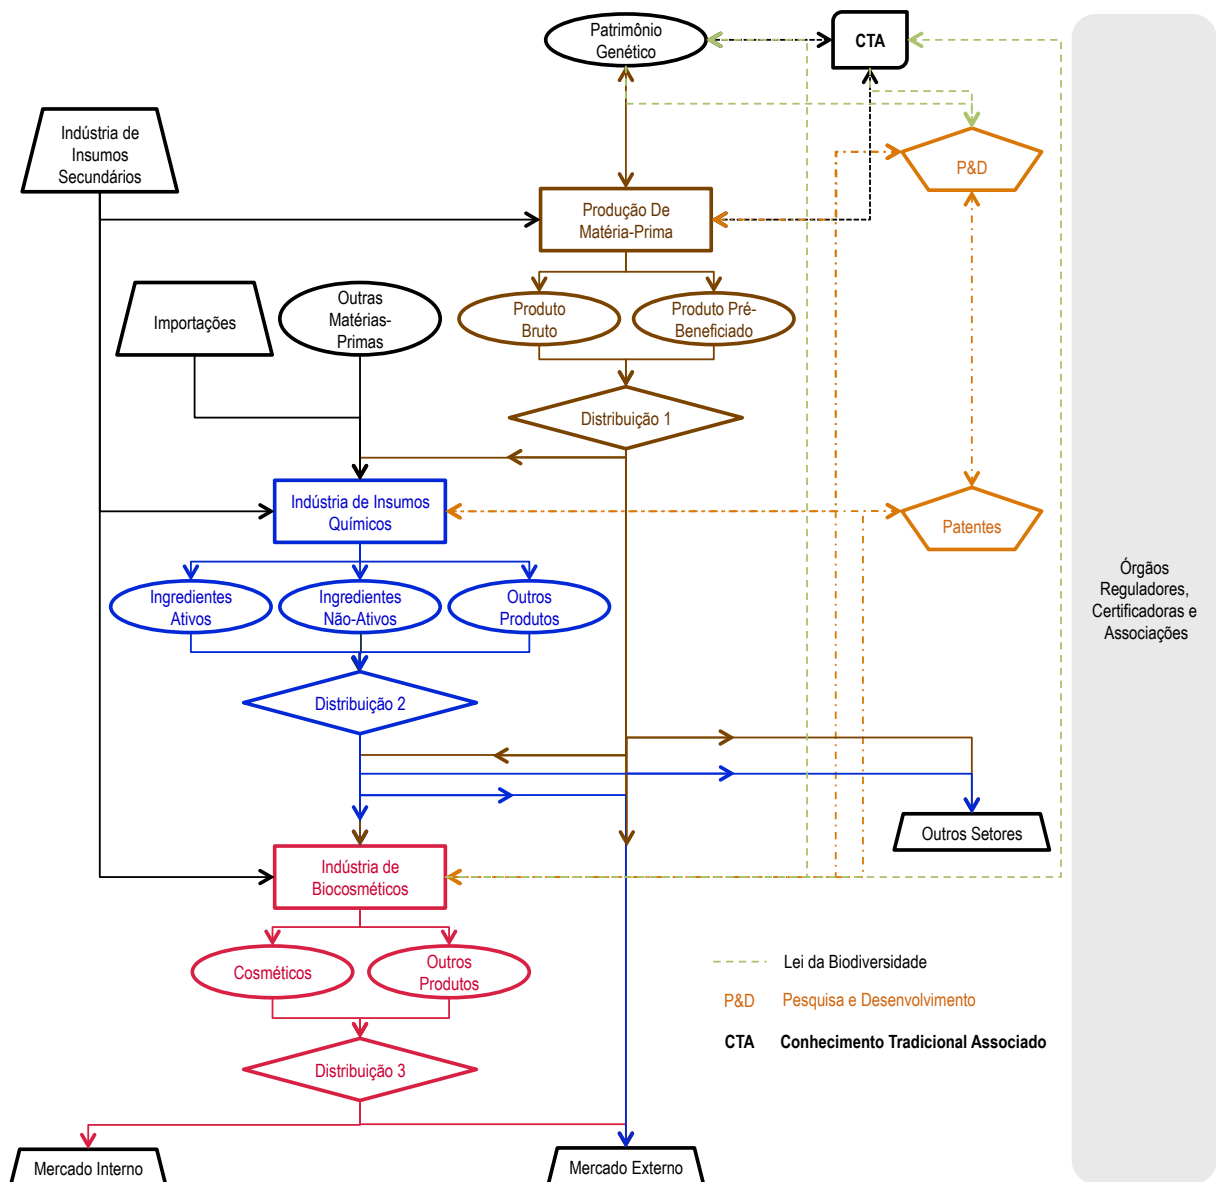 Patrimônio
Genético
CTA
Indústria de
Insumos
Secundários
P&D
Produção De
Matéria-Prima
Importações
Outras
Matérias-
Primas
Produto
Bruto
Produto Pré-
Beneficiado
Distribuição 1
Indústria de Insumos
Químicos
Patentes
Órgãos
Reguladores,
Certificadoras e
Associações
Ingredientes
Ativos
Ingredientes
Não-Ativos
Outros
Produtos
Distribuição 2
Outros Setores
Indústria de
Biocosméticos
Cosméticos
Outros
Produtos
Lei da Biodiversidade
P&D Pesquisa e Desenvolvimento
CTA Conhecimento Tradicional Associado
Distribuição 3
Mercado Interno
Mercado Externo